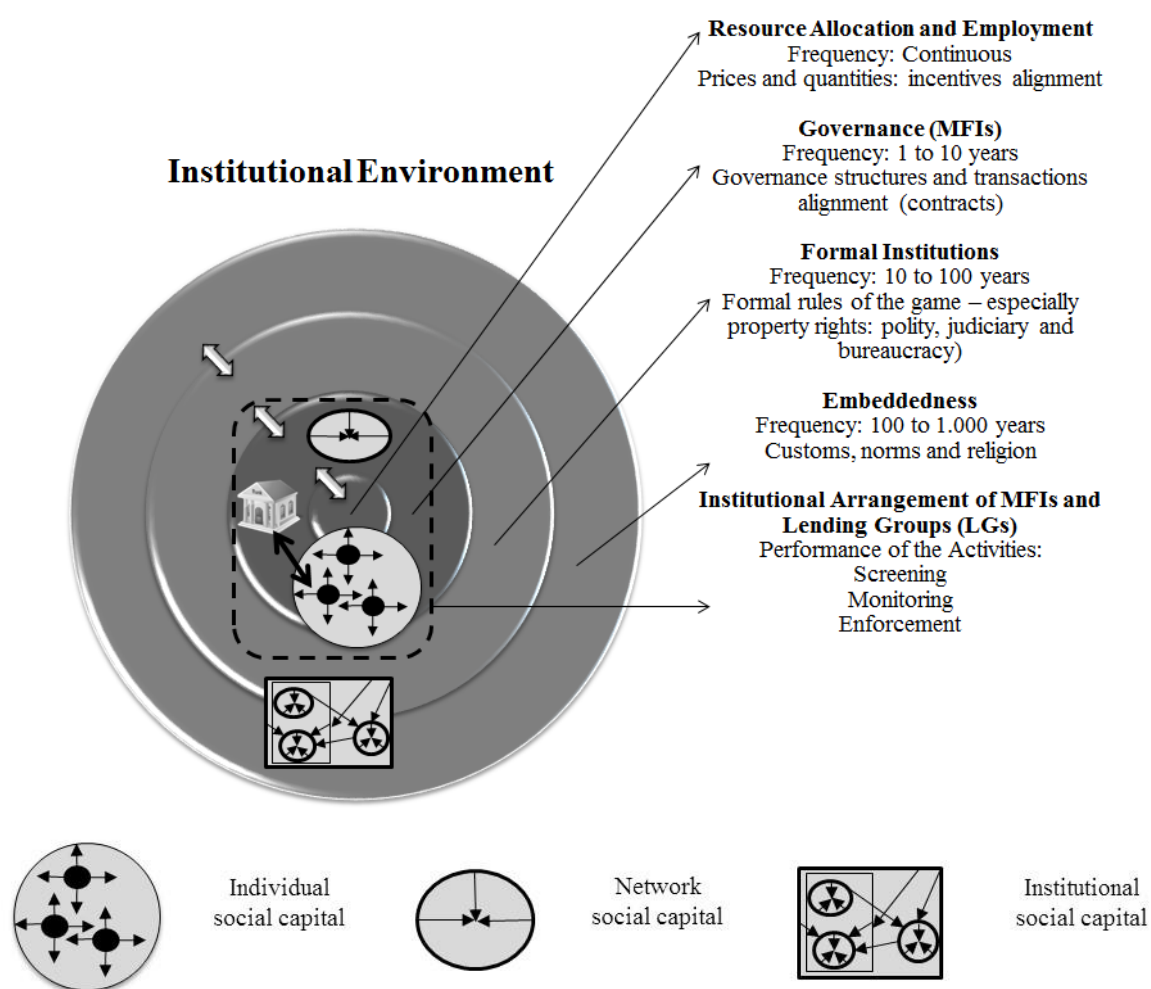 Resource Allocation and Employment
Frequency: Continuous
Prices and quantities: incentives alignment
Governance (MFIs)
Frequency: 1 to 10 years
Governance structures and transactions
alignment (contracts)
Institutional Environment
Formal Institutions
Frequency: 10 to 100 years
Formal rules of the game – especially
property rights: polity, judiciary and
bureaucracy)
Embeddedness
Frequency: 100 to 1.000 years
Customs, norms and religion
Institutional Arrangement of MFIs and
Lending Groups (LGs)
Performance of the Activities:
Screening
Monitoring
Enforcement
Individual
social capital
Network
social capital
Institutional
social capital